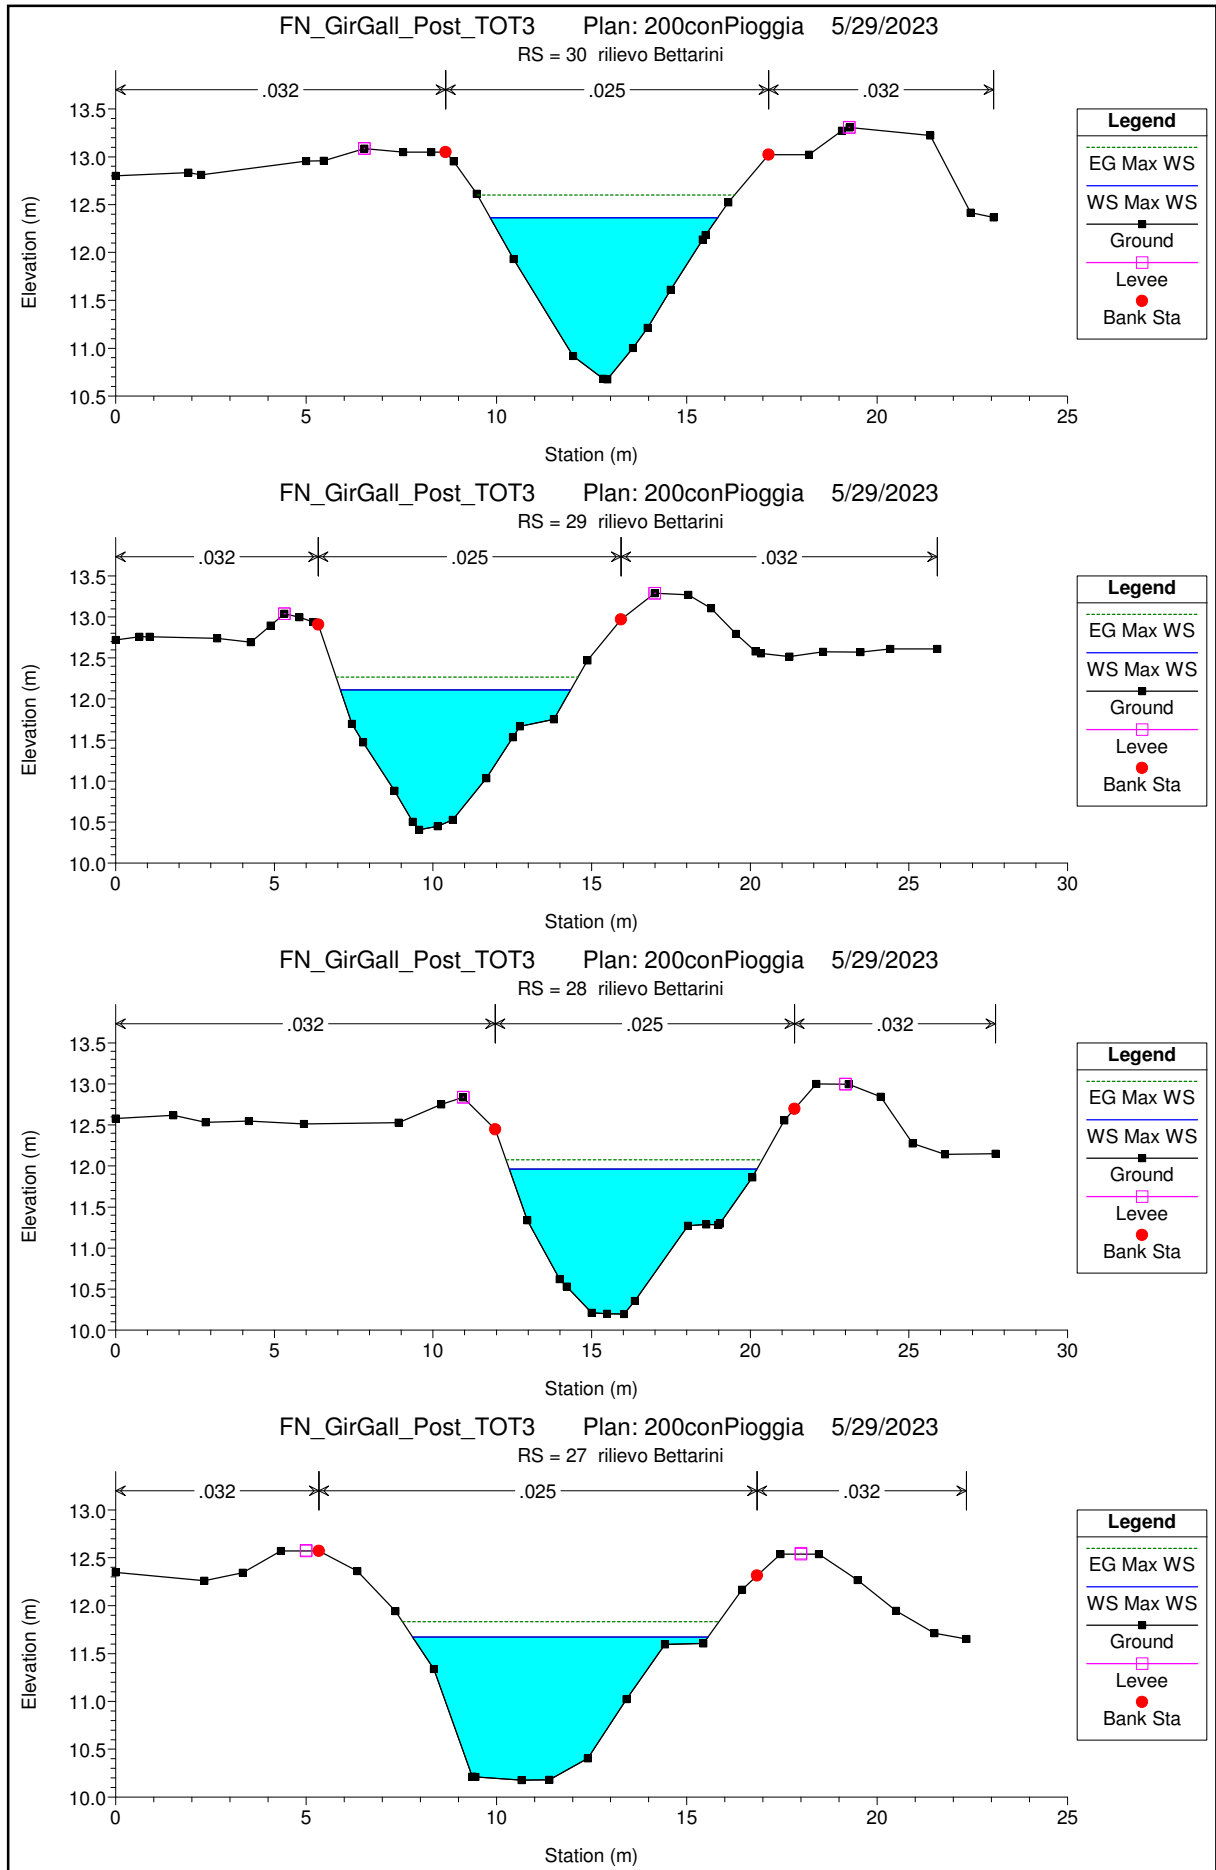 FN_GirGall_Post_TOT3 Plan: 200conPioggia 5/29/2023
RS = 30 rilievo Bettarini
.032 .025 .032
13.5
13.0
12.5
12.0
11.5
11.0
10.5
Elevation (m)
0 5 10 15 20 25
Station (m)
Legend
EG Max WS
WS Max WS
Ground
Levee
Bank Sta
FN_GirGall_Post_TOT3 Plan: 200conPioggia 5/29/2023
RS = 29 rilievo Bettarini
.032 .025 .032
13.5
13.0
12.5
12.0
11.5
11.0
10.5
10.0
Elevation (m)
0 5 10 15 20 25 30
Station (m)
Legend
EG Max WS
WS Max WS
Ground
Levee
Bank Sta
FN_GirGall_Post_TOT3 Plan: 200conPioggia 5/29/2023
RS = 28 rilievo Bettarini
.032 .025 .032
13.5
13.0
12.5
12.0
11.5
11.0
10.5
10.0
Elevation (m)
0 5 10 15 20 25 30
Station (m)
Legend
EG Max WS
WS Max WS
Ground
Levee
Bank Sta
FN_GirGall_Post_TOT3 Plan: 200conPioggia 5/29/2023
RS = 27 rilievo Bettarini
.032 .025 .032
13.0
12.5
12.0
11.5
11.0
10.5
10.0
Elevation (m)
0 5 10 15 20 25
Station (m)
Legend
EG Max WS
WS Max WS
Ground
Levee
Bank Sta